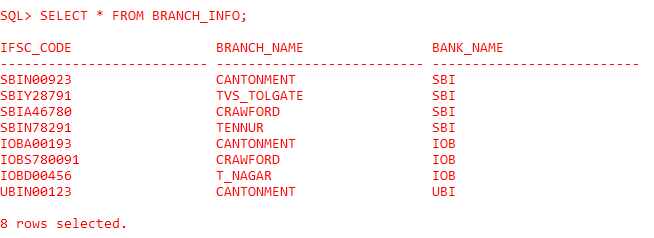 SQL> SELECT * FROM BRANCH_INFO;
IFSC_CODE BRANCH_NAME BANK_NAME
-------------------------- -------------------------- --------------------------
SBIN00923 CANTONMENT SBI
SBIY28791 TVS_TOLGATE SBI
SBIA46780 CRAWFORD SBI
SBIN78291 TENNUR SBI
IOBA00193 CANTONMENT IOB
IOBS780091 CRAWFORD IOB
IOBD00456 T_NAGAR IOB
UBIN00123 CANTONMENT UBI
8 rows selected.